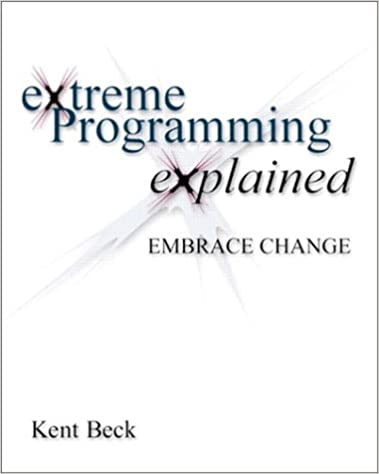 extreme
Programming
explained
EMBRACE CHANGE
Kent Beck